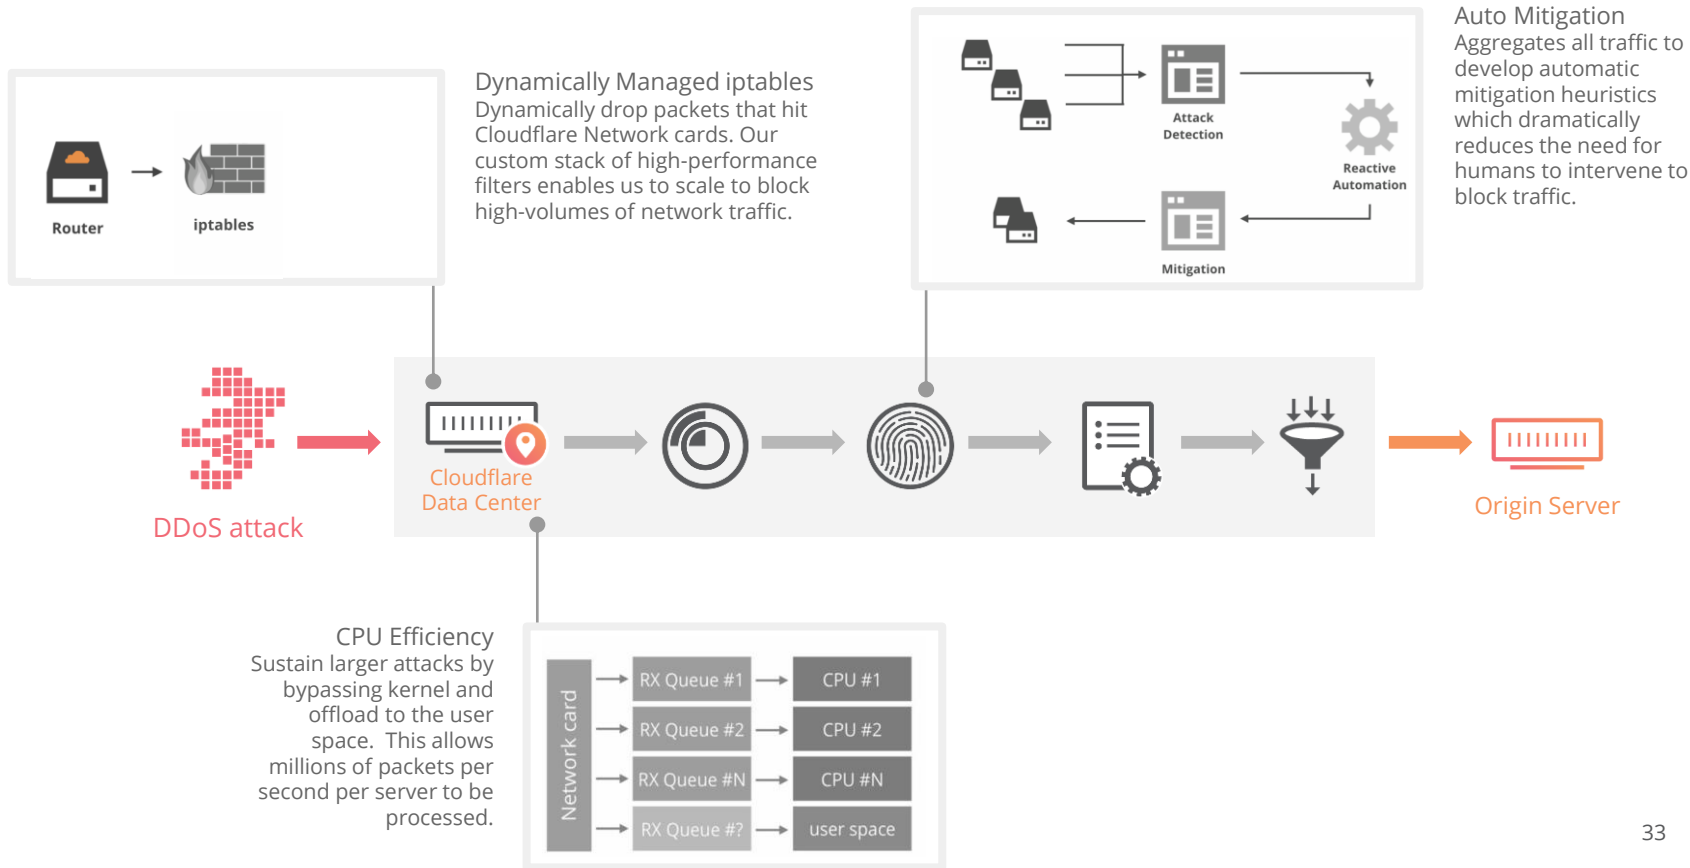 Dynamically Managed iptables
Dynamically drop packets that hit
Cloudflare Network cards. Our
custom stack of high-performance
filters enables us to scale to block
high-volumes of network traffic.
Router
iptables
Attack
Detection
Reactive
Automation
Mitigation
Auto Mitigation
Aggregates all traffic to
develop automatic
mitigation heuristics
which dramatically
reduces the need for
humans to intervene to
block traffic.
DDoS attack
Cloudflare
Data Center
Origin Server
CPU Efficiency
Sustain larger attacks by
bypassing kernel and
offload to the user
space.  This allows
millions of packets per
second per server to be
processed.
Network card
RX Queue #1
CPU #1
RX Queue #2
CPU #2
RX Queue #N
CPU #N
RX Queue #?
user space
33